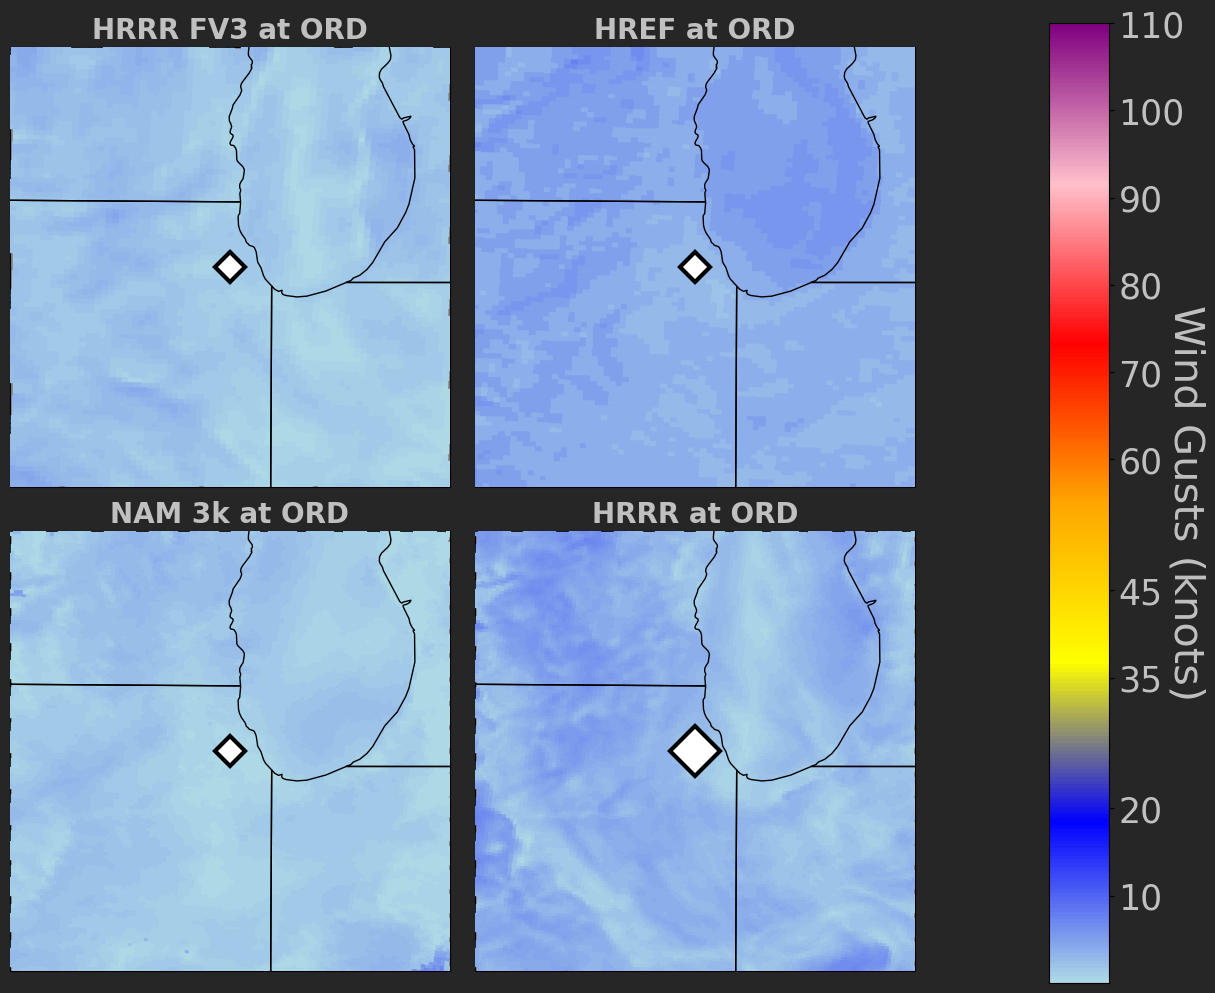 HRRR FV3 at ORD
HREF at ORD
NAM 3k at ORD
HRRR at ORD
110
100
90
80
70
60
45
35
20
10
Wind Gusts (knots)